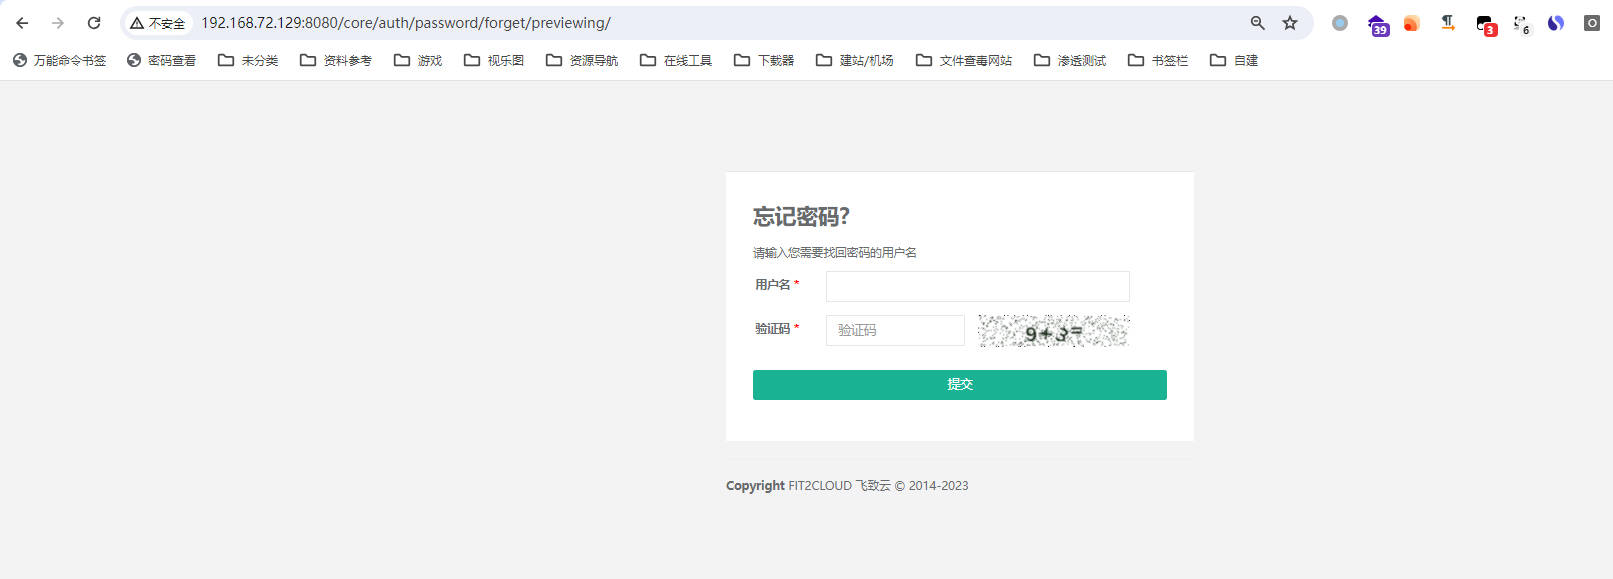 不安全 192.168.72.129:8080/core/auth/password/forget/previewing/ 39 3 6
万能命令书签 密码查看 未分类 资料参考 游戏 视乐图 资源导航 在线工具 下载器 建站/机场 文件查毒网站 渗透测试 书签栏 自建
忘记密码?
请输入您需要找回密码的用户名
用户名 *
验证码 * 验证码 9+3=
提交
Copyright FIT2CLOUD 飞致云 © 2014-2023